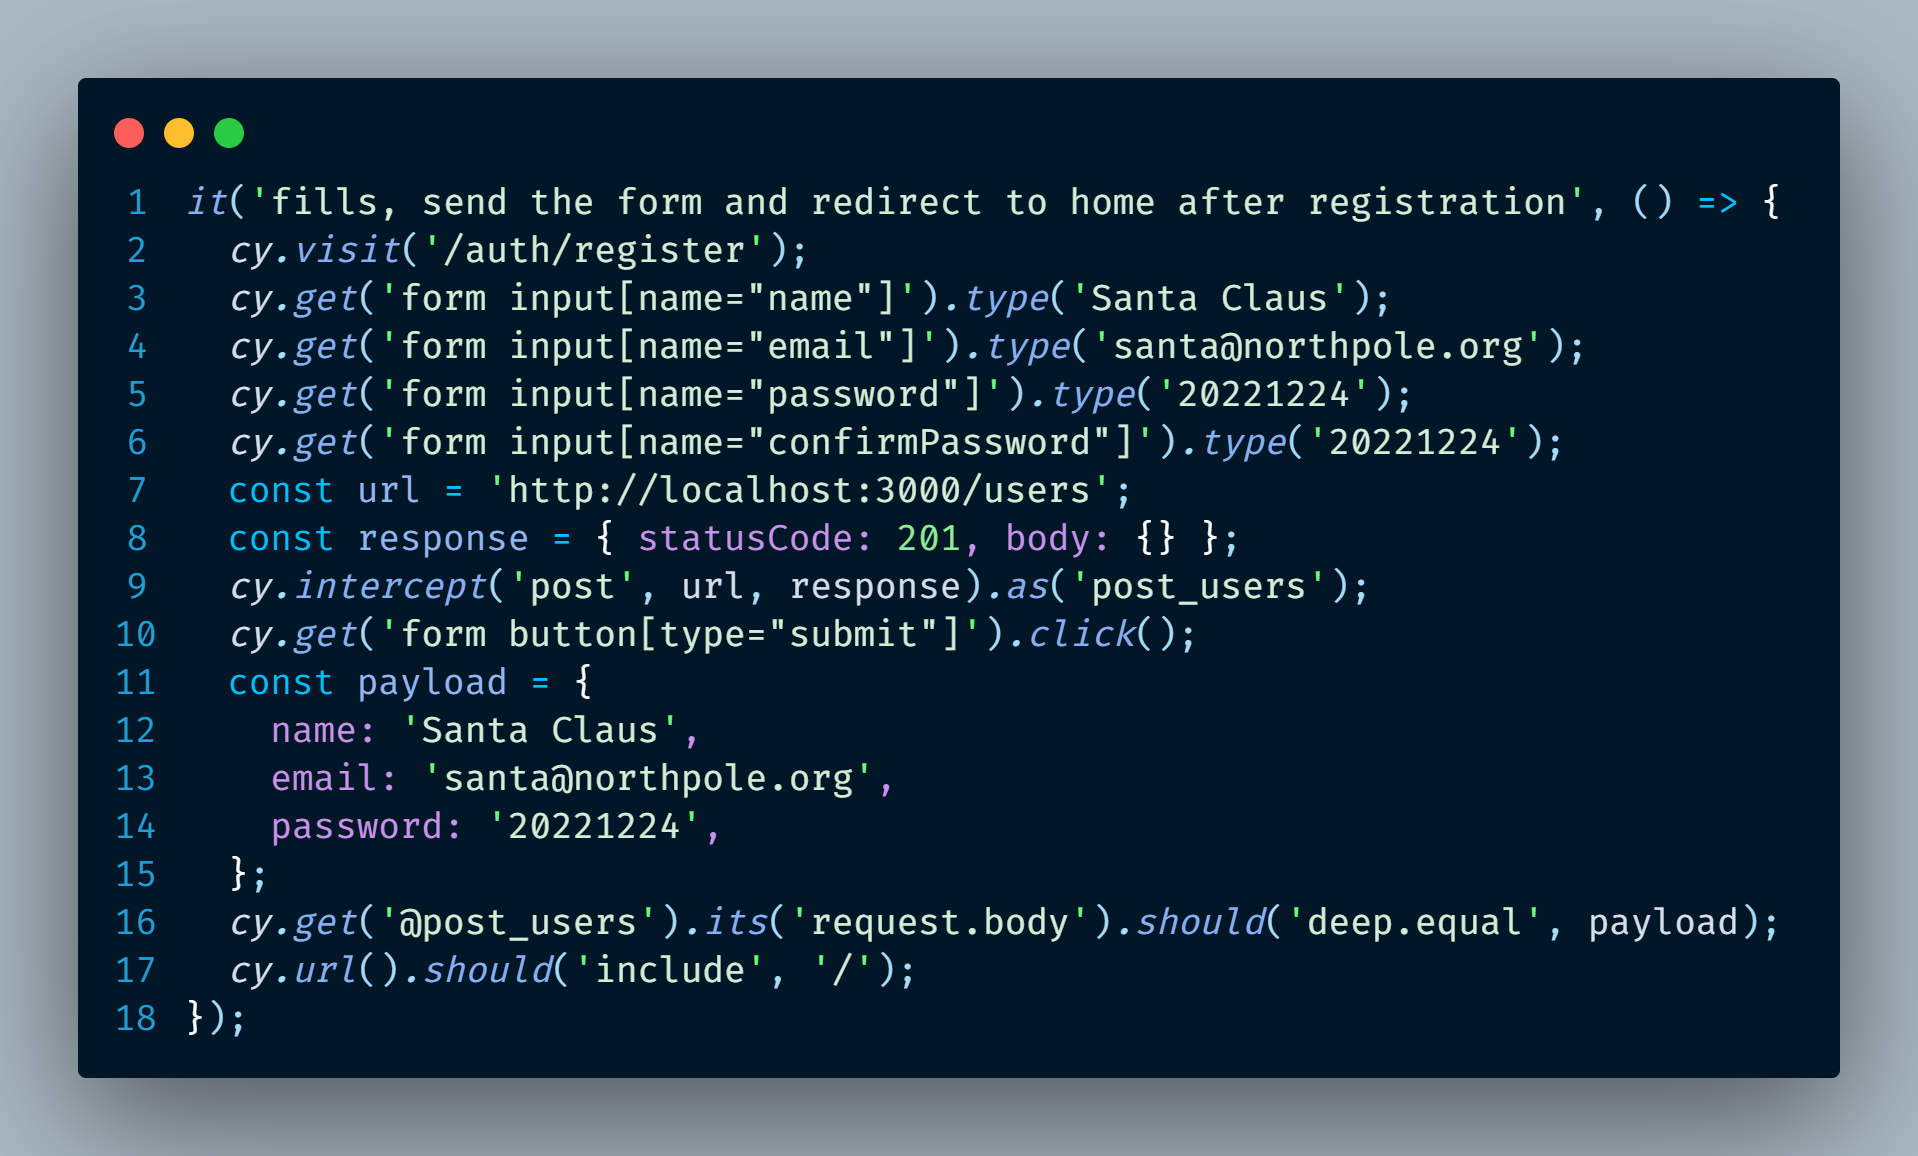 1 it('fills, send the form and redirect to home after registration', () => {
2   cy.visit('/auth/register');
3   cy.get('form input[name="name"]').type('Santa Claus');
4   cy.get('form input[name="email"]').type('santa@northpole.org');
5   cy.get('form input[name="password"]').type('20221224');
6   cy.get('form input[name="confirmPassword"]').type('20221224');
7   const url = 'http://localhost:3000/users';
8   const response = { statusCode: 201, body: {} };
9   cy.intercept('post', url, response).as('post_users');
10   cy.get('form button[type="submit"]').click();
11   const payload = {
12     name: 'Santa Claus',
13     email: 'santa@northpole.org',
14     password: '20221224',
15   };
16   cy.get('@post_users').its('request.body').should('deep.equal', payload);
17   cy.url().should('include', '/');
18 });